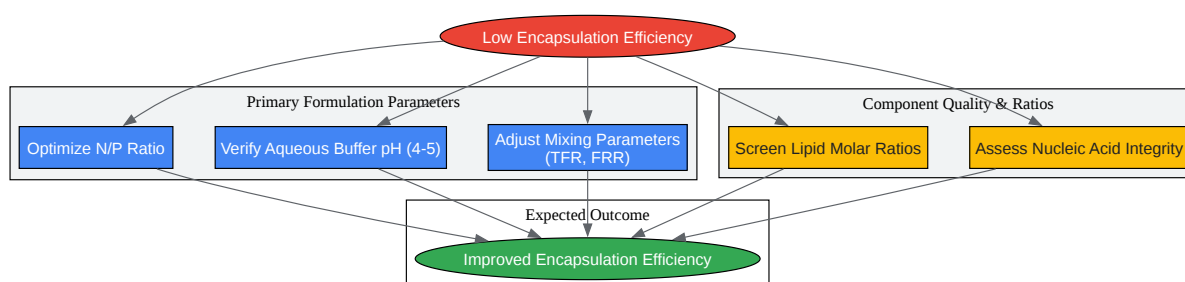 Low Encapsulation Efficiency
Primary Formulation Parameters
Component Quality & Ratios
Optimize N/P Ratio
Verify Aqueous Buffer pH (4-5)
Adjust Mixing Parameters
(TFR, FRR)
Screen Lipid Molar Ratios
Assess Nucleic Acid Integrity
Expected Outcome
Improved Encapsulation Efficiency